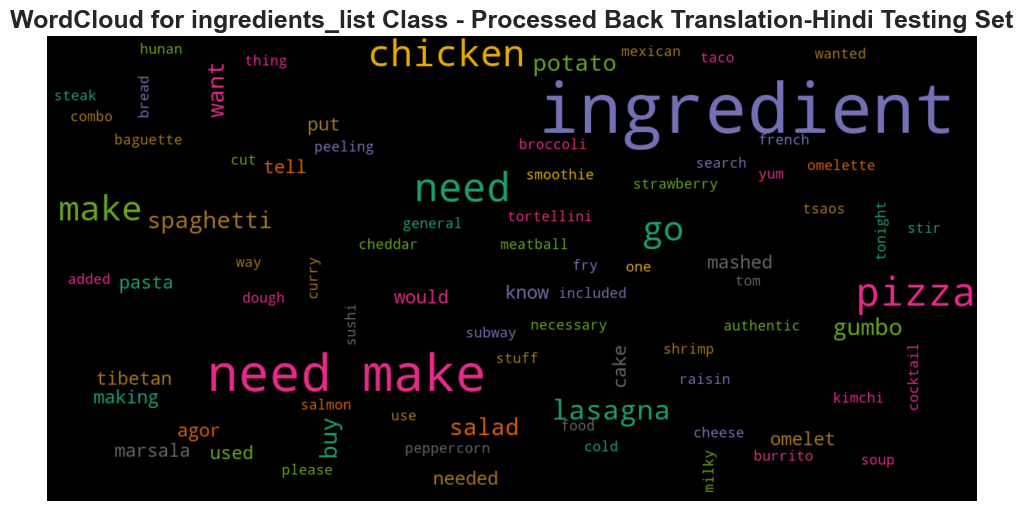 WordCloud for ingredients_list Class - Processed Back Translation-Hindi Testing Set
hunan
thing
want
chicken
potato
mexican
taco
wanted
steak
bread
combo
ingredient
baguette
put
peeling
broccoli
french
cut
tell
need
smoothie
search
yum
omelette
strawberry
make
spaghetti
general
tortellini
go
tsaos
tonight
stir
cheddar
meatball
way
curry
fry
one
mashed
tom
added
pasta
dough
would
know
included
pizza
sushi
subway
necessary
authentic
gumbo
need make
stuff
cake
shrimp
raisin
tibetan
making
salmon
use
lasagna
kimchi
cocktail
agor
buy
salad
food
cheese
omelet
marsala
used
peppercorn
cold
milky
burrito
soup
please
needed